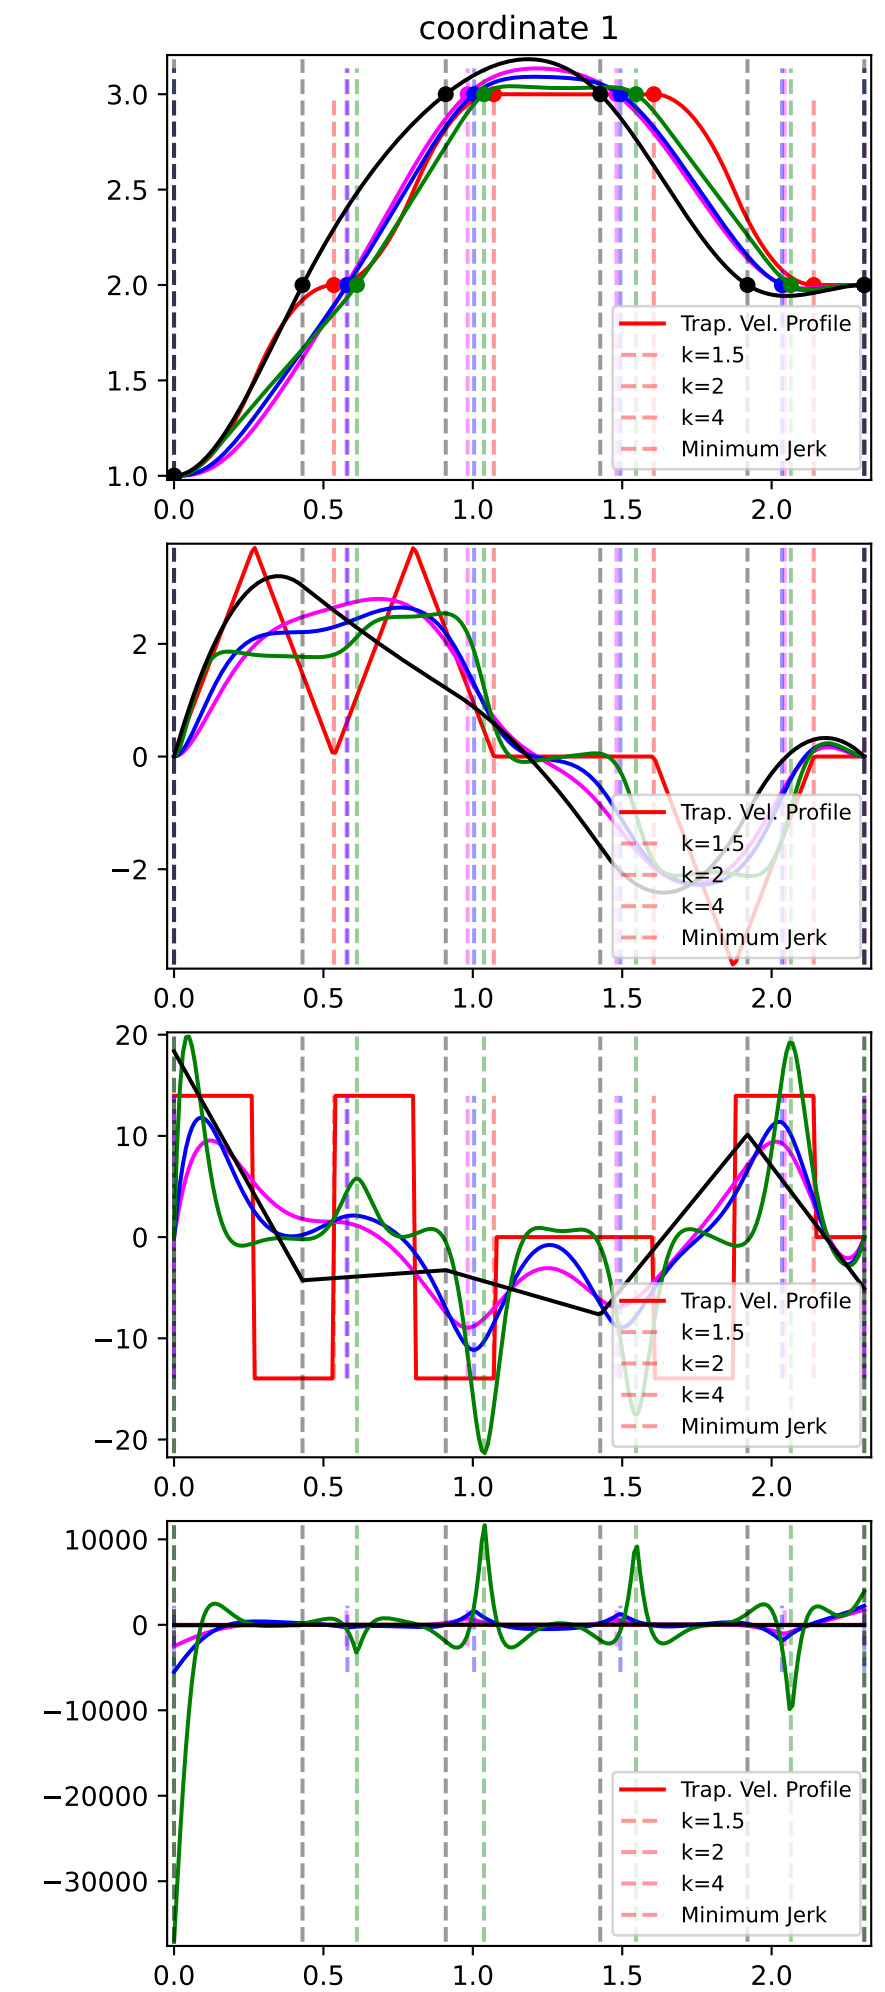 coordinate 1
3.0
2.5
2.0
1.5
1.0
Trap. Vel. Profile
k=1.5
k=2
k=4
Minimum Jerk
0.0 0.5 1.0 1.5 2.0
2
0
−2
Trap. Vel. Profile
k=1.5
k=2
k=4
Minimum Jerk
0.0 0.5 1.0 1.5 2.0
20
10
0
−10
−20
Trap. Vel. Profile
k=1.5
k=2
k=4
Minimum Jerk
0.0 0.5 1.0 1.5 2.0
10000
0
−10000
−20000
−30000
Trap. Vel. Profile
k=1.5
k=2
k=4
Minimum Jerk
0.0 0.5 1.0 1.5 2.0